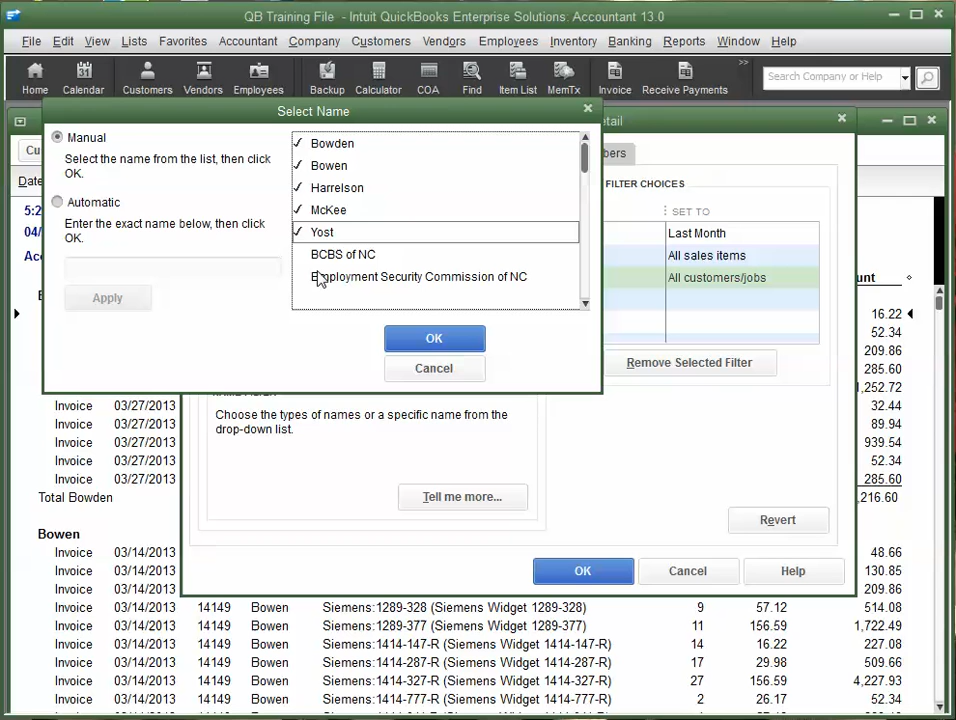 QB Training File - Intuit QuickBooks Enterprise Solutions: Accountant 13.0
File Edit View Lists Favorites Accountant Company Customers Vendors Employees Inventory Banking Reports Window Help
31
Home Calendar Customers Vendors Employees Backup Calculator COA Find Item List MemTx Invoice Receive Payments
Search Company or Help
Select Name
Manual
Select the name from the list, then click
OK.
Automatic
Enter the exact name below, then click
OK.
Apply
Bowden
Bowen
Harrelson
McKee
Yost
BCBS of NC
Employment Security Commission of NC
OK
Cancel
etail
bers
FILTER CHOICES
SET TO
Last Month
All sales items
All customers/jobs
Remove Selected Filter
Choose the types of names or a specific name from the
drop-down list.
Tell me more...
Revert
OK Cancel Help
Cu
Date
5:2
04/
Acc
ount
16.22
52.34
209.86
285.60
1,252.72
Invoice 03/27/2013 32.44
Invoice 03/27/2013 89.94
Invoice 03/27/2013 939.54
Invoice 03/27/2013 52.34
Invoice 03/27/2013 285.60
Total Bowden ,216.60
Bowen
Invoice 03/14/2013 48.66
Invoice 03/14/2013 130.85
Invoice 03/14/2013 209.86
Invoice 03/14/2013 14149 Bowen Siemens:1289-328 (Siemens Widget 1289-328) 9 57.12 514.08
Invoice 03/14/2013 14149 Bowen Siemens:1289-377 (Siemens Widget 1289-377) 11 156.59 1,722.49
Invoice 03/14/2013 14149 Bowen Siemens:1414-147-R (Siemens Widget 1414-147-R) 14 16.22 227.08
Invoice 03/14/2013 14149 Bowen Siemens:1414-287-R (Siemens Widget 1414-287-R) 17 29.98 509.66
Invoice 03/14/2013 14149 Bowen Siemens:1414-327-R (Siemens Widget 1414-327-R) 27 156.59 4,227.93
Invoice 03/14/2013 14149 Bowen Siemens:1414-777-R (Siemens Widget 1414-777-R) 2 26.17 52.34